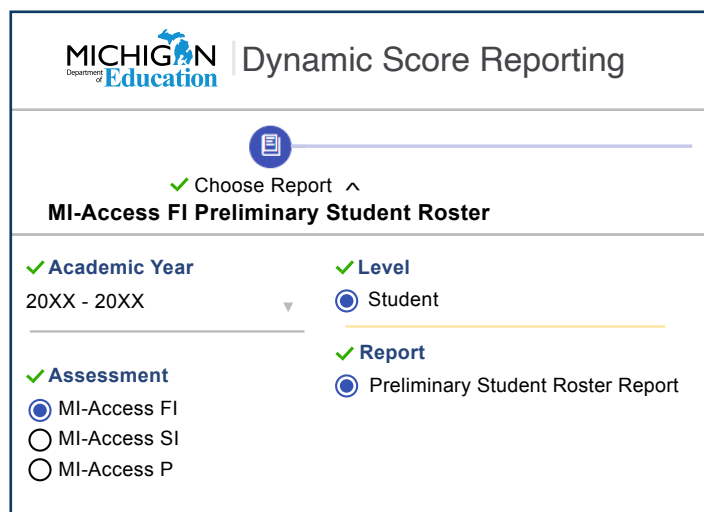 MICHIGAN
Department of Education
Dynamic Score Reporting
Choose Report
MI-Access FI Preliminary Student Roster
Academic Year
20XX - 20XX
Assessment
MI-Access FI
MI-Access SI
MI-Access P
Level
Student
Report
Preliminary Student Roster Report